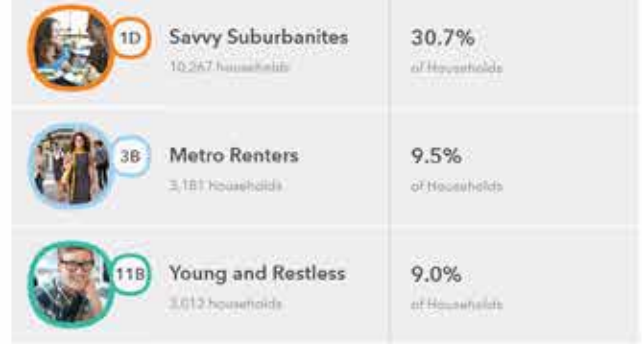 1D
Savvy Suburbanites
30.7%
10,267 households
of Households
3B
Metro Renters
9.5%
3,181 households
of Households
11B
Young and Restless
9.0%
3,012 households
of Households